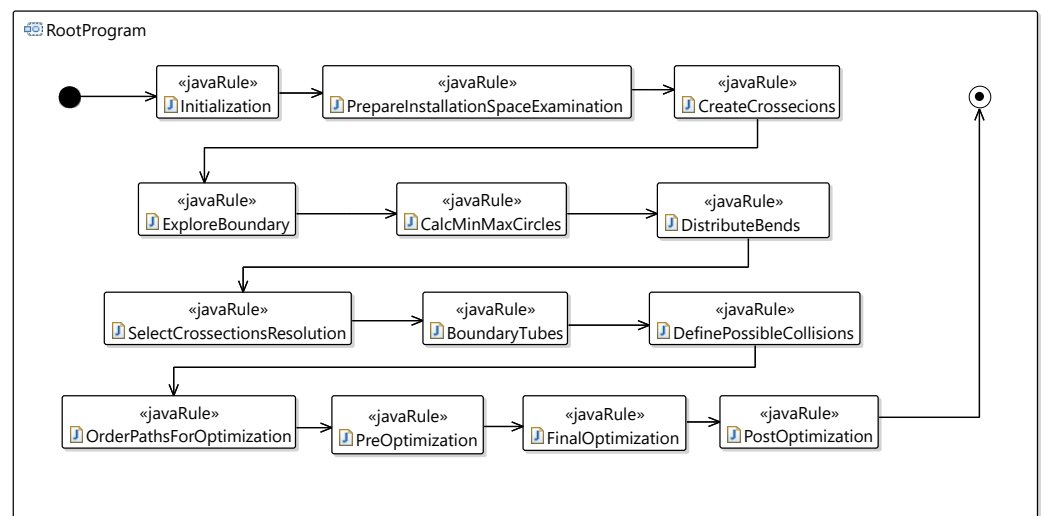 RootProgram
«javaRule»
Initialization
«javaRule»
PrepareInstallationSpaceExamination
«javaRule»
CreateCrossecions
«javaRule»
ExploreBoundary
«javaRule»
CalcMinMaxCircles
«javaRule»
DistributeBends
«javaRule»
SelectCrossectionsResolution
«javaRule»
BoundaryTubes
«javaRule»
DefinePossibleCollisions
«javaRule»
OrderPathsForOptimization
«javaRule»
PreOptimization
«javaRule»
FinalOptimization
«javaRule»
PostOptimization